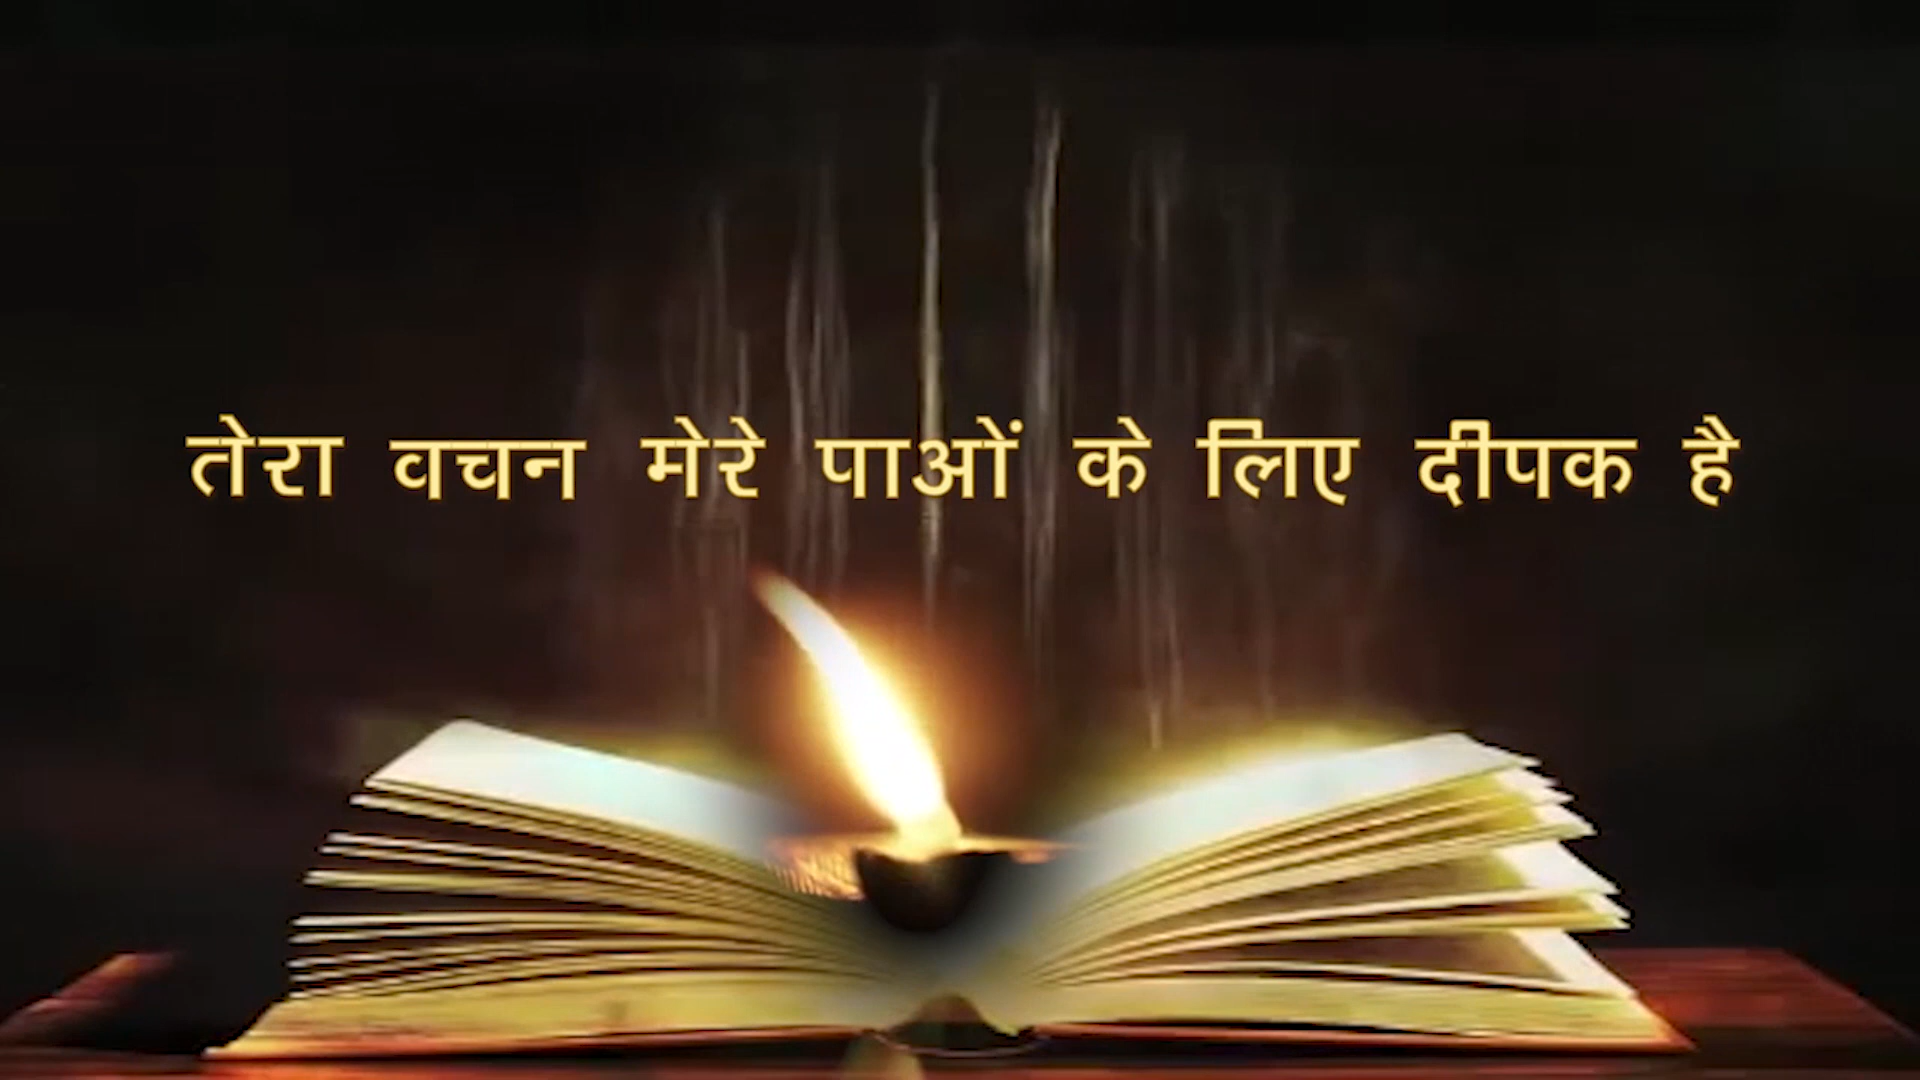 तेरा वचन मेरे पाओं के लिए दीपक है